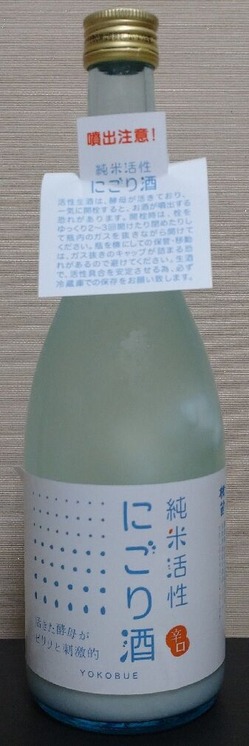 噴出注意！
純米活性
にごり酒
活性生酒は、酵母が活きており、
一気に開栓すると、お酒が噴出する
恐れがあります。開栓時は、栓を
ゆっくり2〜3回開けたり閉めたりし
て瓶内のガスを抜きながら開けて
ください。瓶を横にしての保管・移動
は、ガス抜きのキャップが詰まる恐
れがあるので避けてください。生酒
で、活性具合を安定させる為、必ず
冷蔵庫での保存をお願い致します。
横笛
純米活性
にごり酒
辛口
活きた酵母が
ピリッと刺激的
YOKOBUE